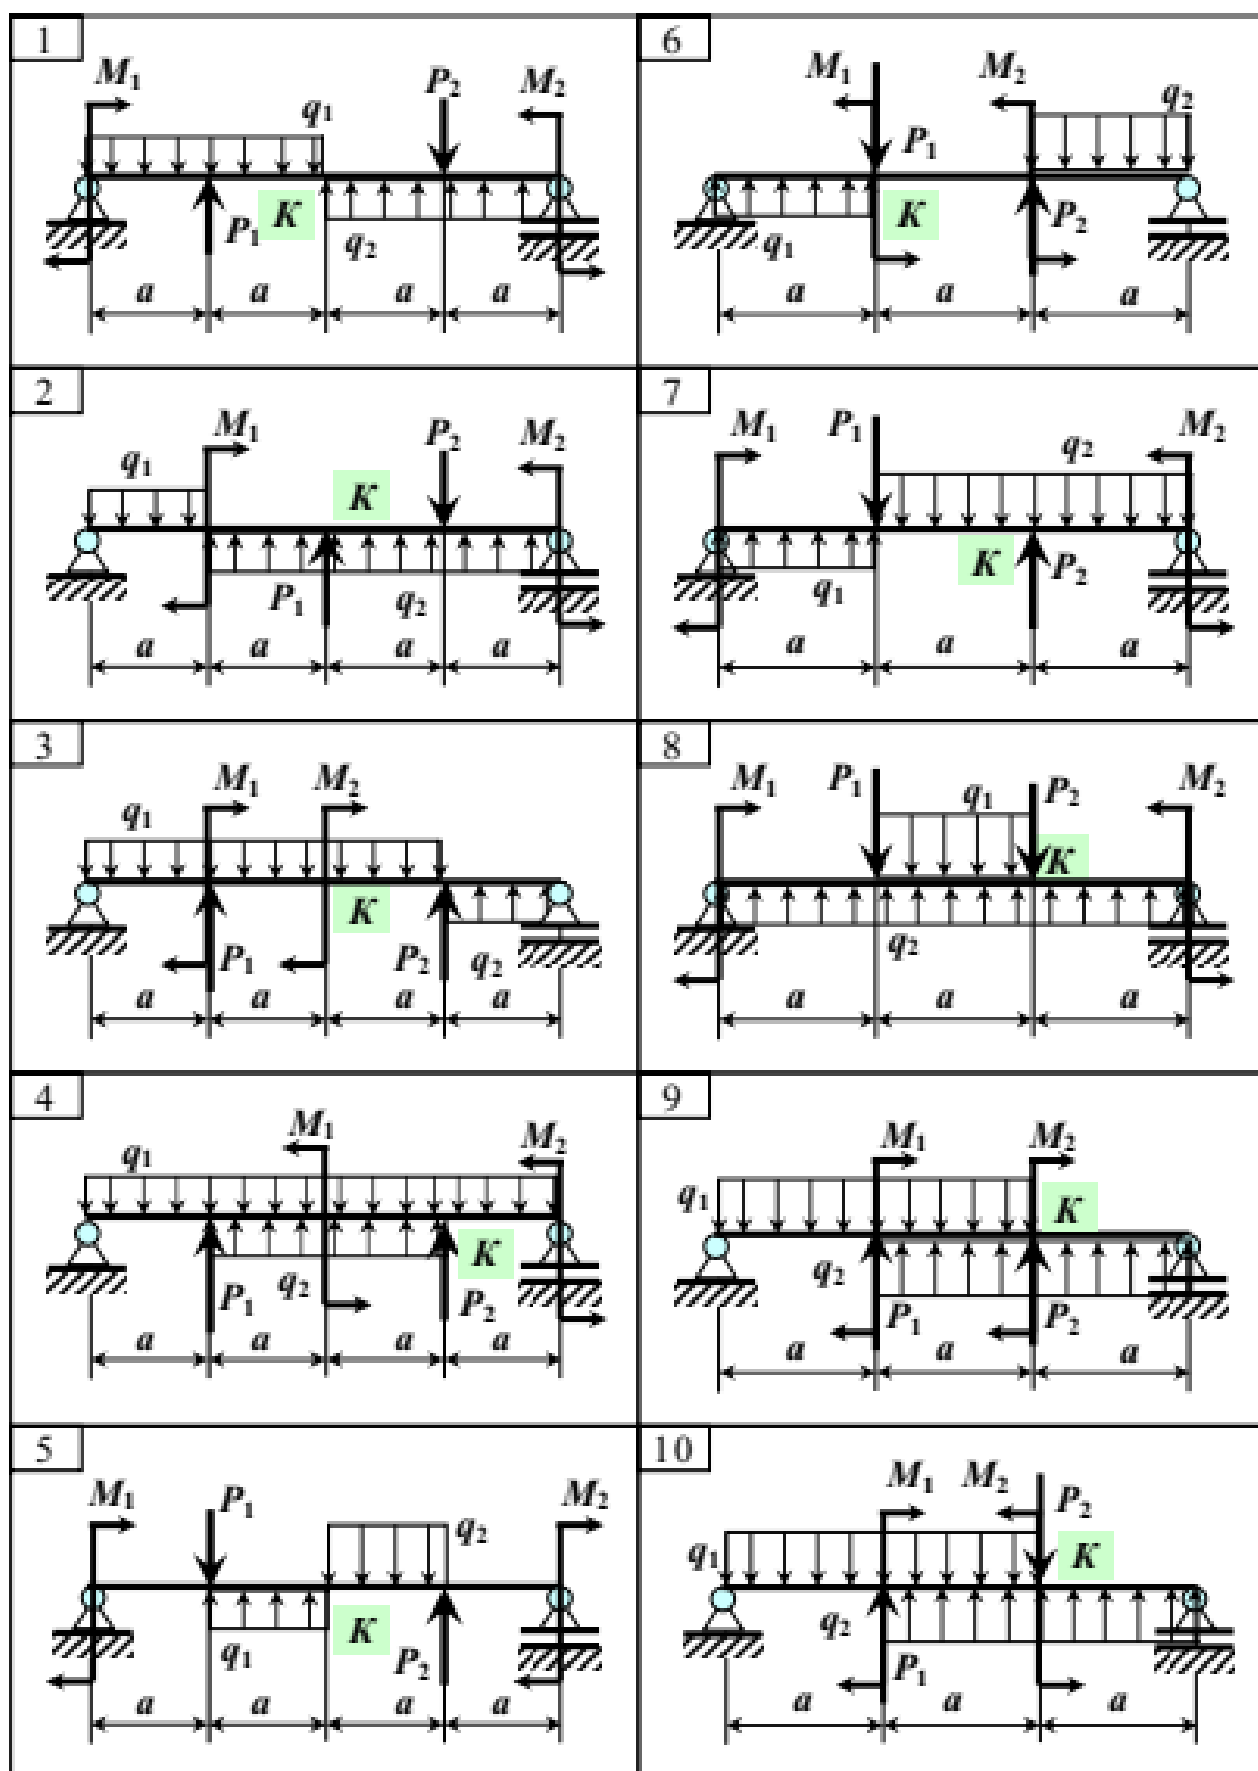 1
M₁ q₁ P₂ M₂
P₁ K q₂
a a a a
2
q₁ M₁ K P₂ M₂
P₁ q₂
a a a a
3
q₁ M₁ M₂
K
P₁ P₂ q₂
a a a a
4
q₁ M₁ M₂
K
P₁ q₂ P₂
a a a a
5
M₁ P₁ q₂ M₂
q₁ K P₂
a a a a
6
M₁ P₁ M₂ q₂
q₁ K P₂
a a a
7
M₁ P₁ q₂ M₂
q₁ K P₂
a a a
8
M₁ P₁ q₁ P₂ M₂
K
q₂
a a a
9
M₁ M₂
q₁ K
q₂ P₁ P₂
a a a
10
M₁ M₂ P₂
q₁ K
q₂ P₁
a a a